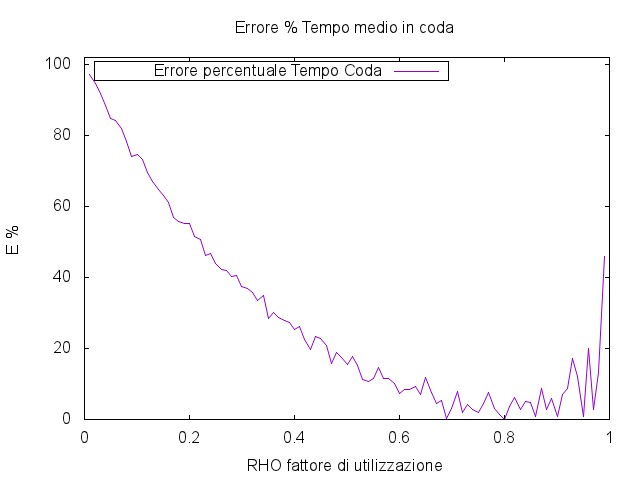 Errore % Tempo medio in coda
Errore percentuale Tempo Coda
100
80
60
40
20
0
E %
0 0.2 0.4 0.6 0.8 1
RHO fattore di utilizzazione